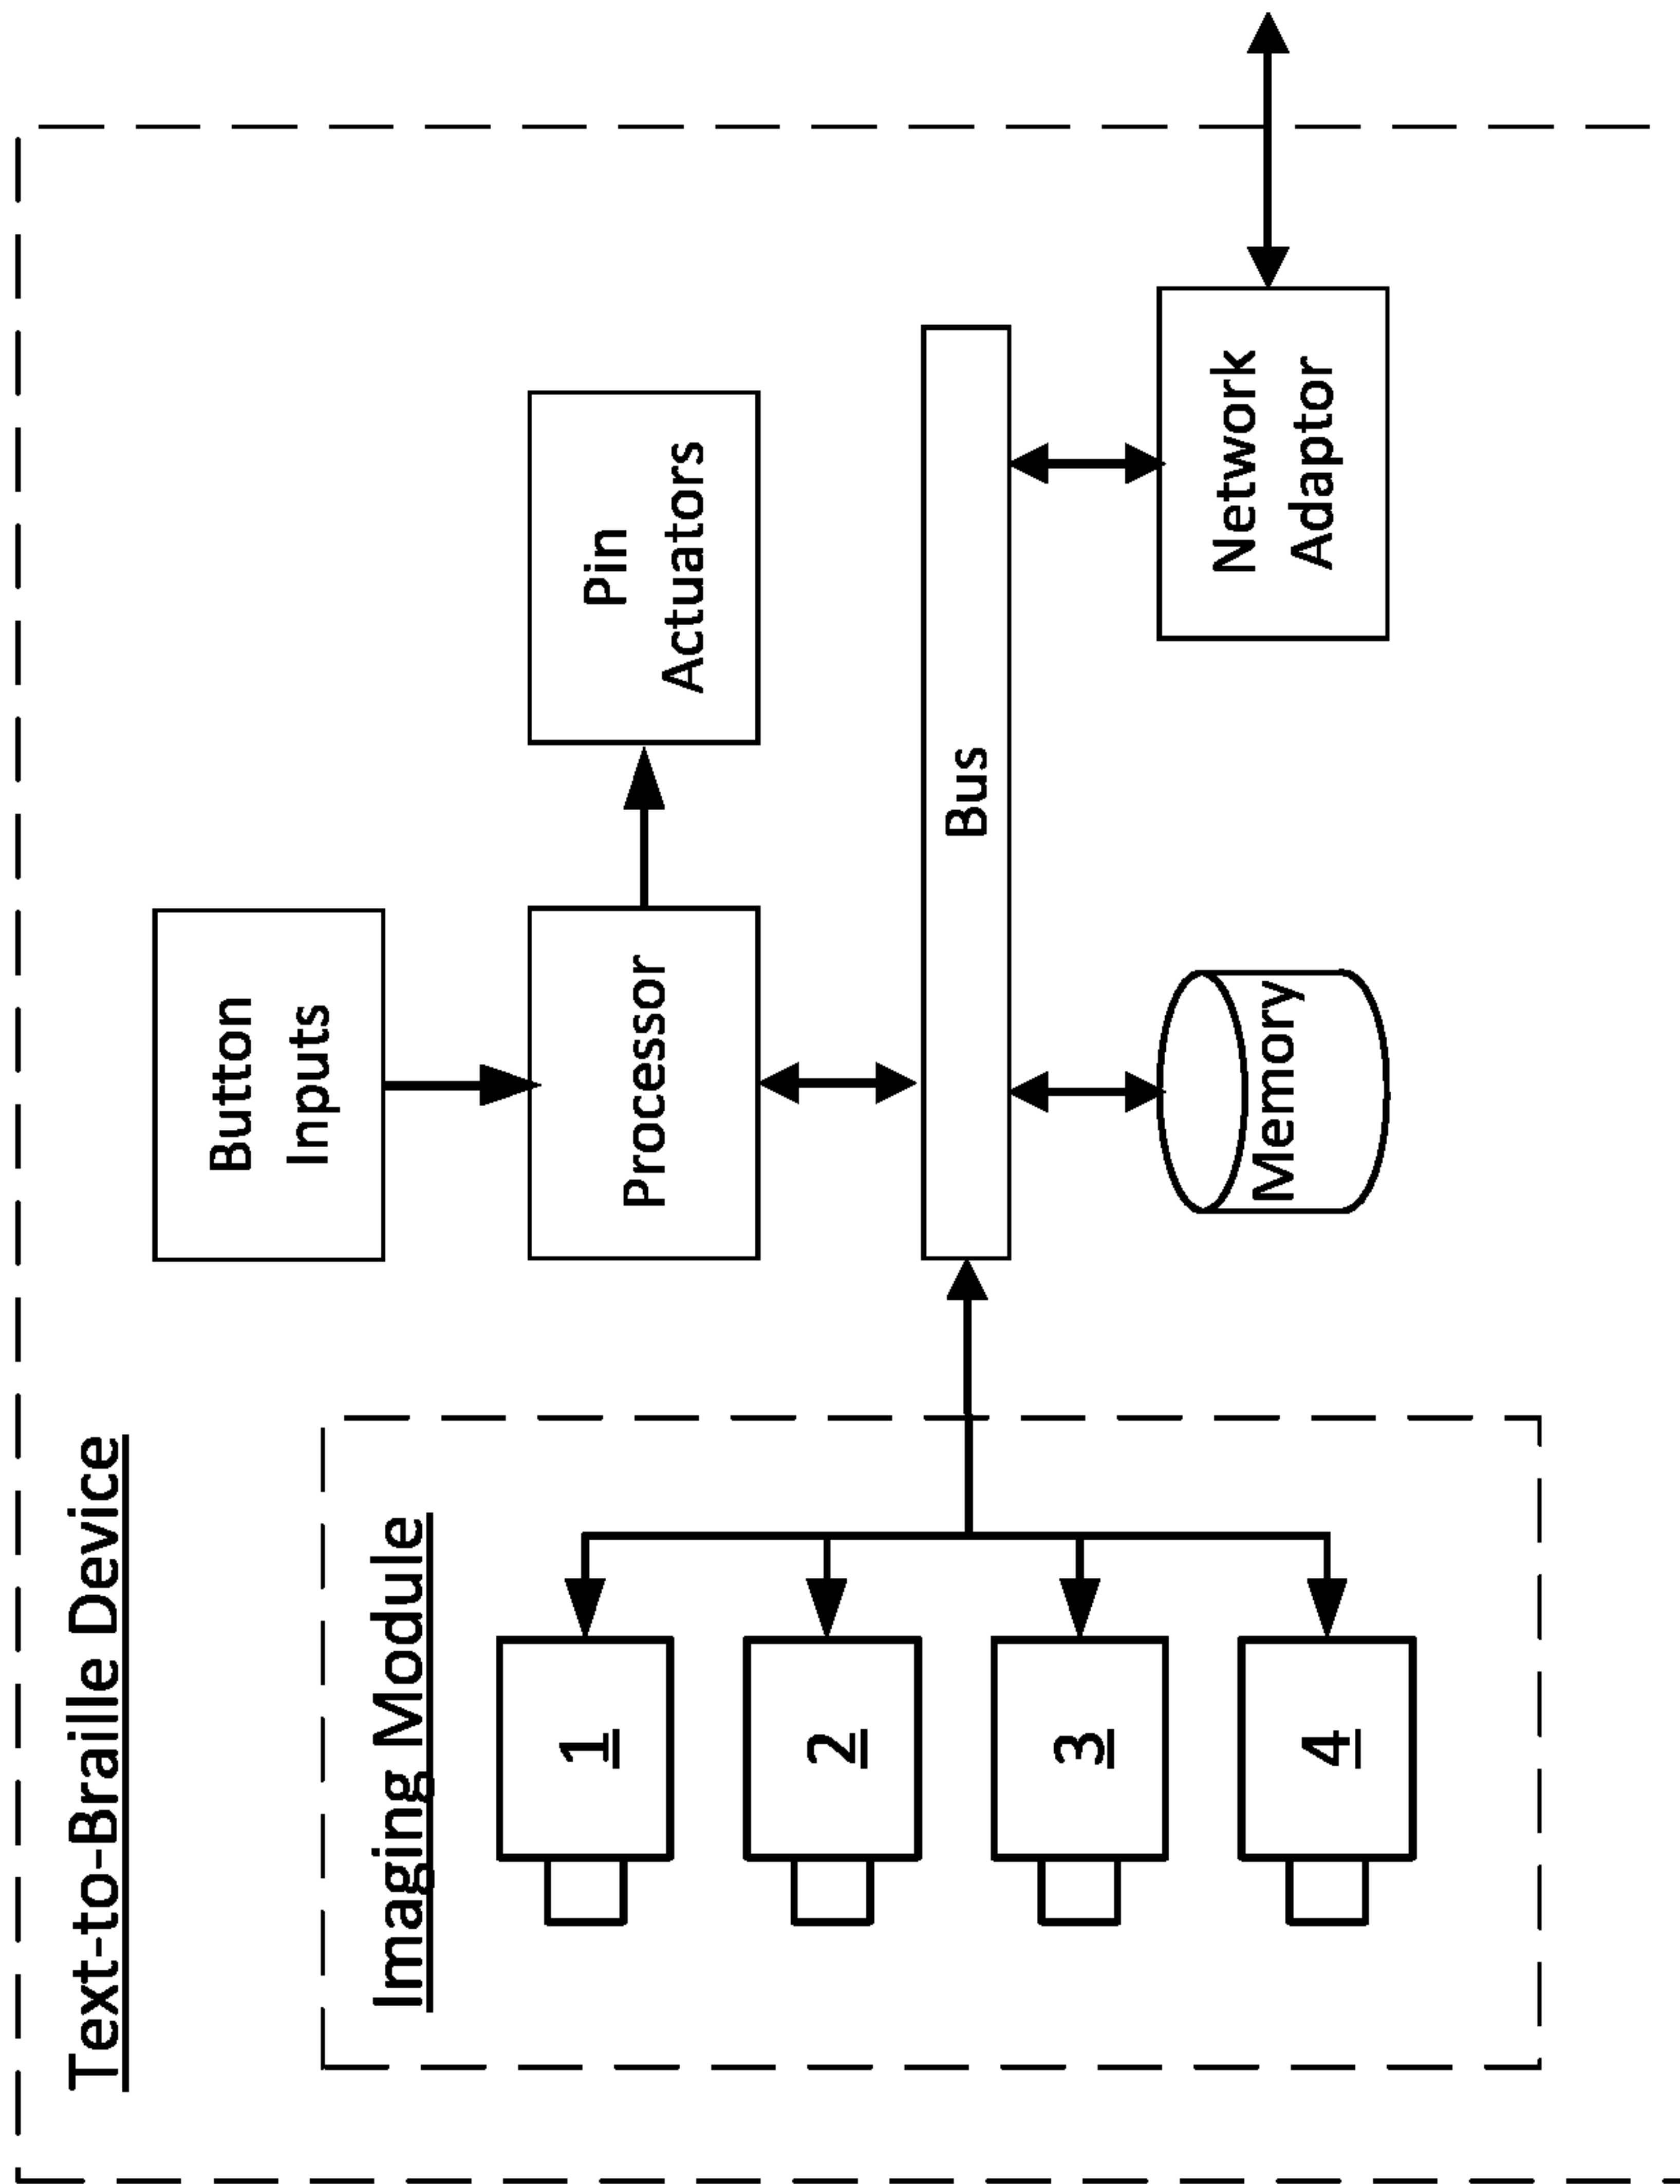 Text-to-Braille Device
Imaging Module
1
2
3
4
Button
Inputs
Processor
Pin
Actuators
Bus
Memory
Network
Adaptor